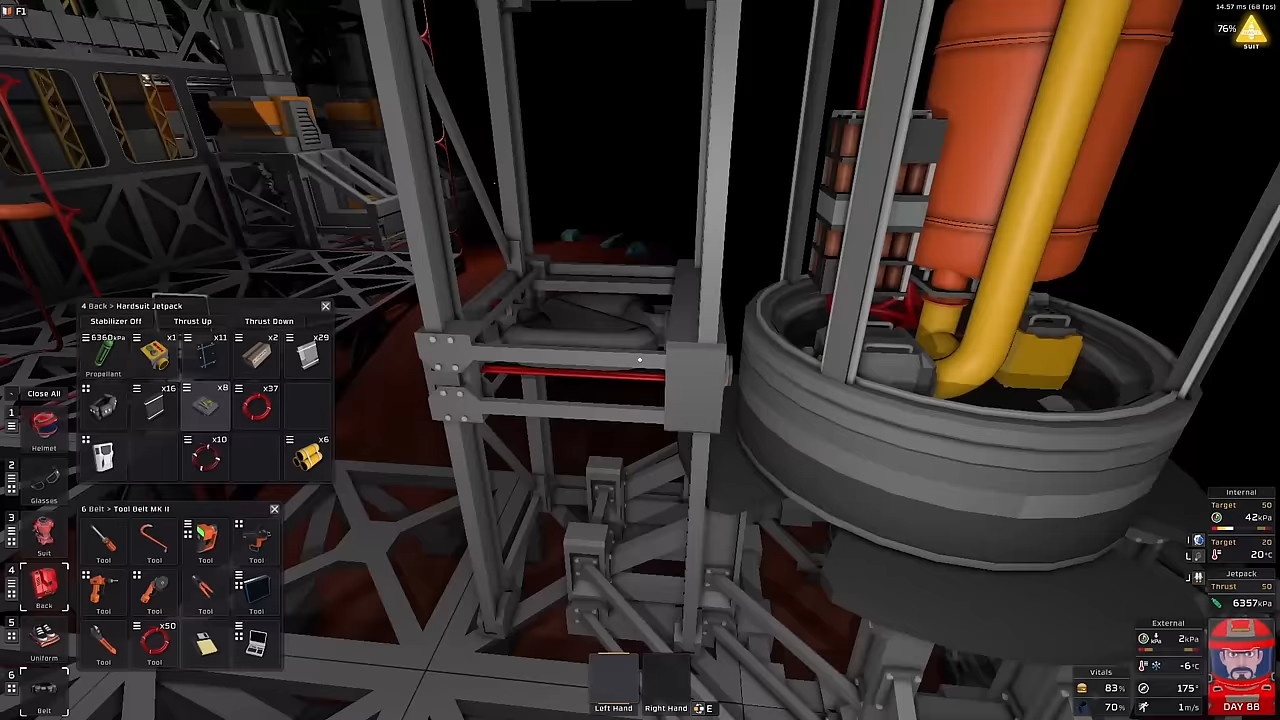 F1
14.57 ms (68 fps)
76%
SUIT
4 Back > Hardsuit Jetpack
Stabilizer Off Thrust Up Thrust Down
6360kPa x1 x11 x2 x29
Propellant
x16 x8 x37
x10 x6
Close All
1
Helmet
2
Glasses
3
Suit
4
Back
5
Uniform
6
Belt
6 Belt > Tool Belt MK II
Tool Tool Tool Tool
Tool Tool Tool Tool
x50
Tool Tool
Left Hand Right Hand E
Internal
Target 50
42kPa
Target 20
20°C
Jetpack
Thrust 50
6357kPa
External
2kPa
-6°C
175°
1m/s
Vitals
83%
70%
DAY 88